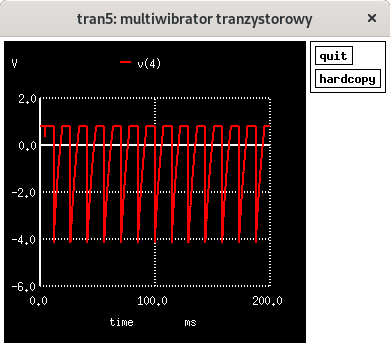 tran5: multiwibrator tranzystorowy ×
V v(4)
quit
hardcopy
2.0
0.0
-2.0
-4.0
-6.0
0.0 100.0 200.0
time ms